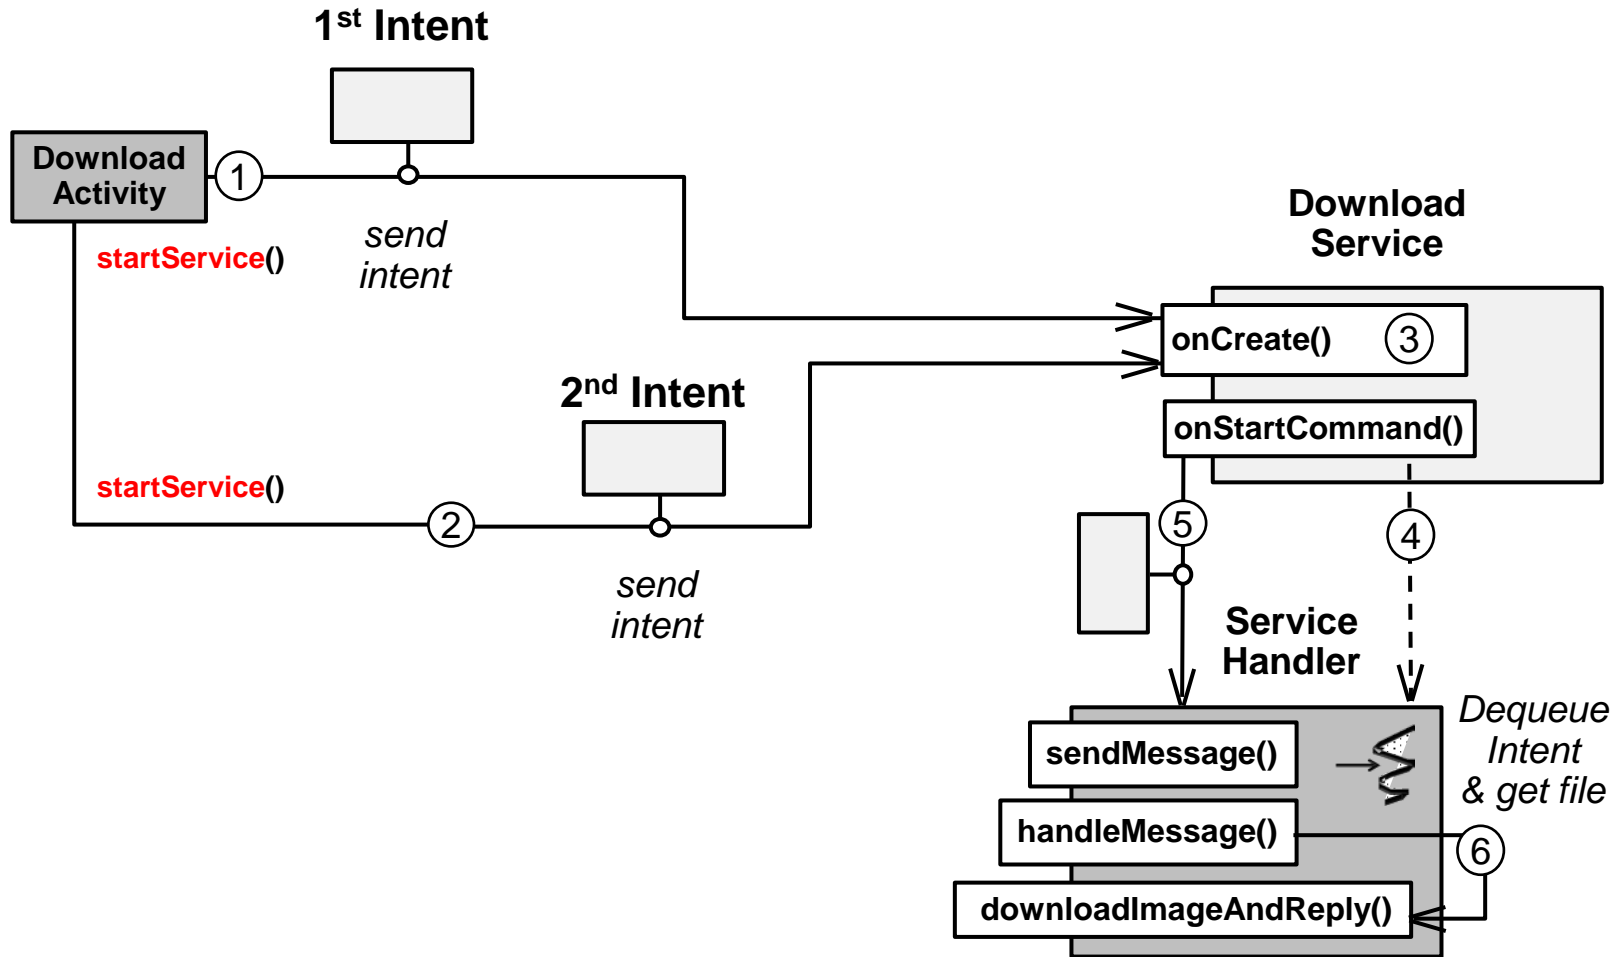 1st Intent
Download
Activity
1
startService()
send
intent
Download
Service
onCreate()
3
2nd Intent
onStartCommand()
startService()
2
5
4
send
intent
Service
Handler
Dequeue
Intent
& get file
sendMessage()
handleMessage()
6
downloadImageAndReply()